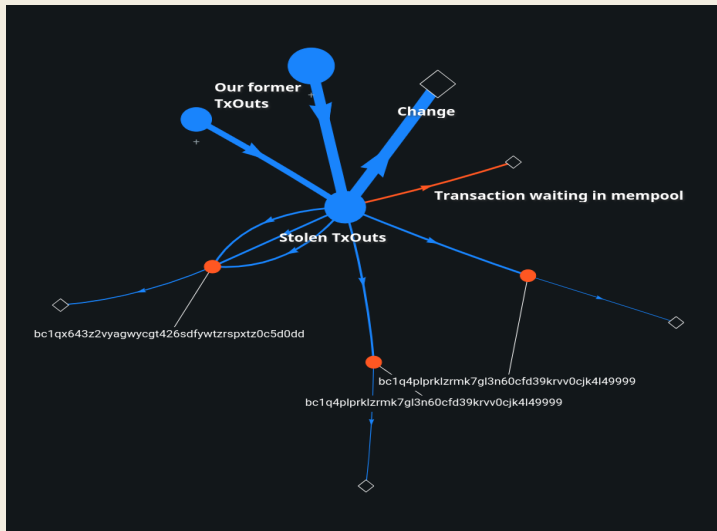 Our former
TxOuts
Change
Transaction waiting in mempool
Stolen TxOuts
bc1qx643z2vyagwycgt426sdfywtzrspxtz0c5d0dd
bc1q4plprklzrmk7gl3n60cfd39krvv0cjk4l49999
bc1q4plprklzrmk7gl3n60cfd39krvv0cjk4l49999